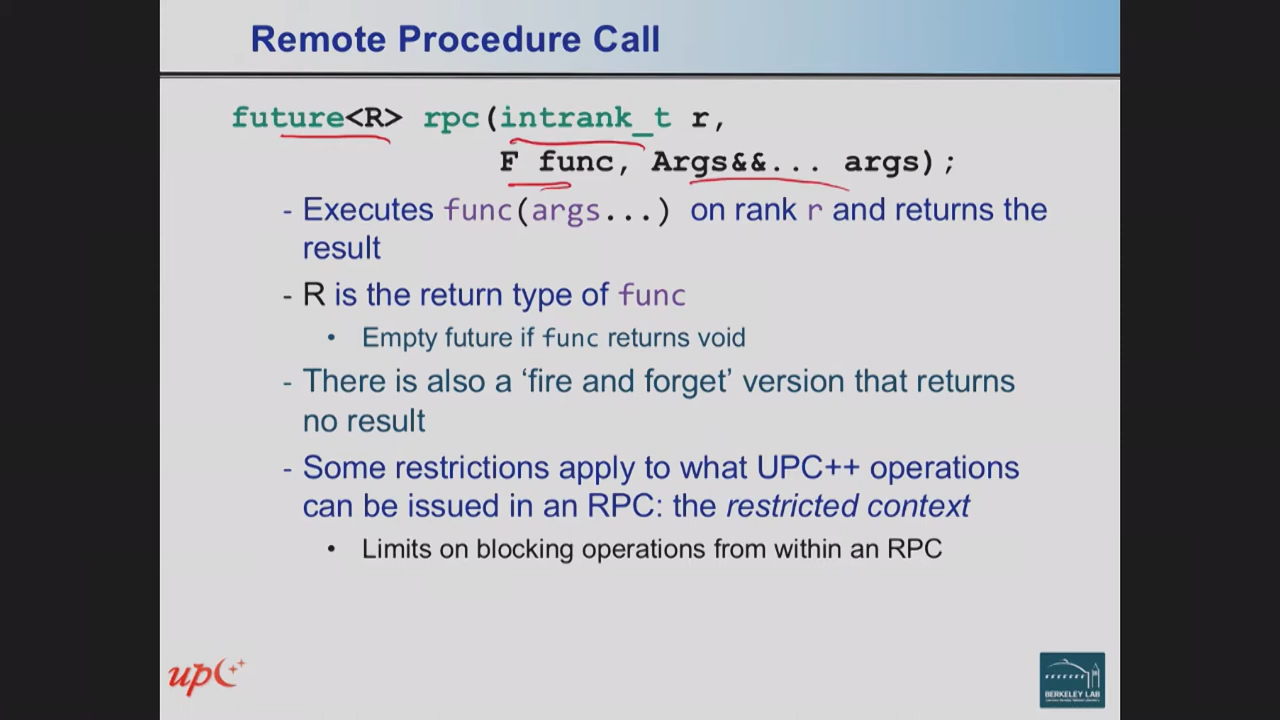 Remote Procedure Call
future<R> rpc(intrank_t r,
F func, Args&&... args);
- Executes func(args...) on rank r and returns the
result
- R is the return type of func
• Empty future if func returns void
- There is also a ‘fire and forget’ version that returns
no result
- Some restrictions apply to what UPC++ operations
can be issued in an RPC: the restricted context
• Limits on blocking operations from within an RPC
upc++
BERKELEY LAB